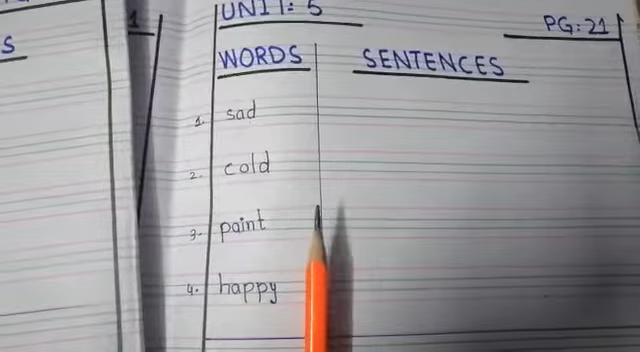 S
1
UNIT: 5
PG: 21
WORDS
SENTENCES
1. sad
2. cold
3. paint
4. happy